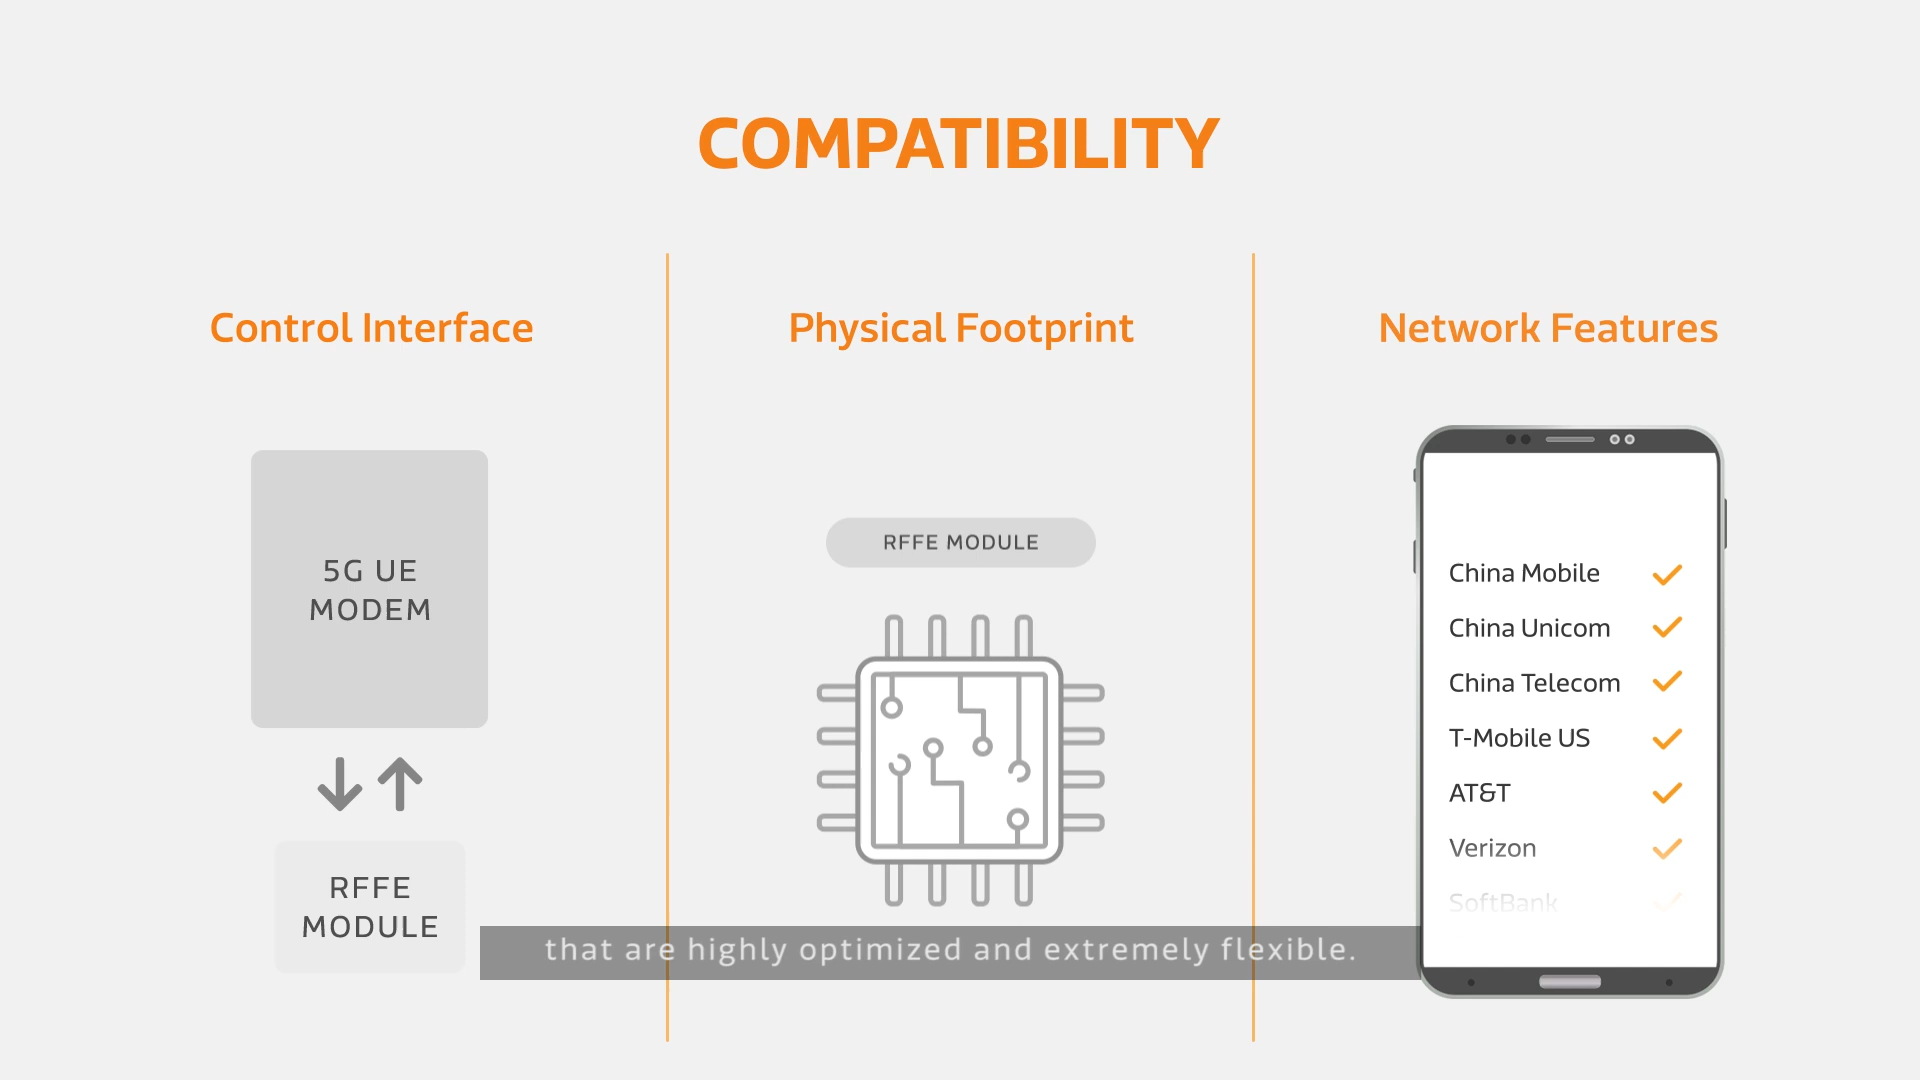 COMPATIBILITY
Control Interface
5G UE
MODEM
RFFE
MODULE
Physical Footprint
RFFE MODULE
Network Features
China Mobile
China Unicom
China Telecom
T-Mobile US
AT&T
Verizon
SoftBank
that are highly optimized and extremely flexible.